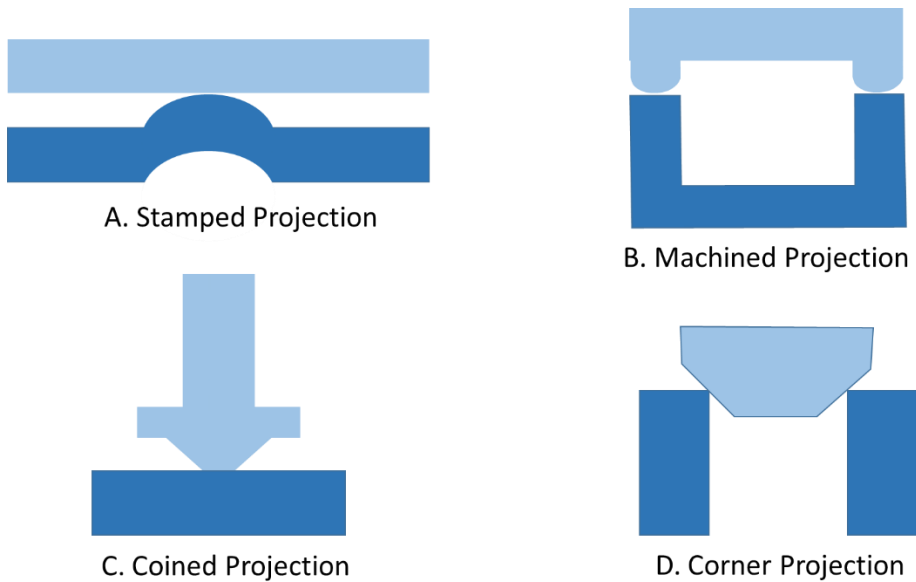 A. Stamped Projection
B. Machined Projection
C. Coined Projection
D. Corner Projection